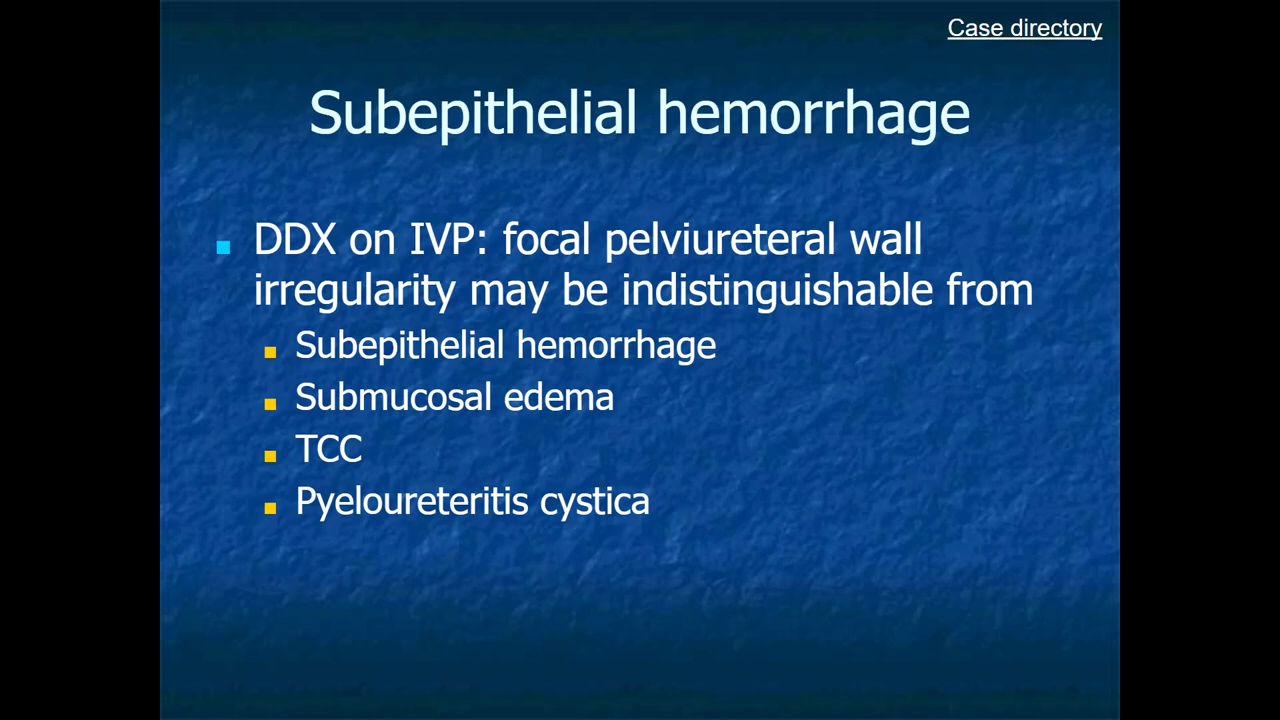 Case directory
Subepithelial hemorrhage
DDX on IVP: focal pelviureteral wall
irregularity may be indistinguishable from
Subepithelial hemorrhage
Submucosal edema
TCC
Pyeloureteritis cystica